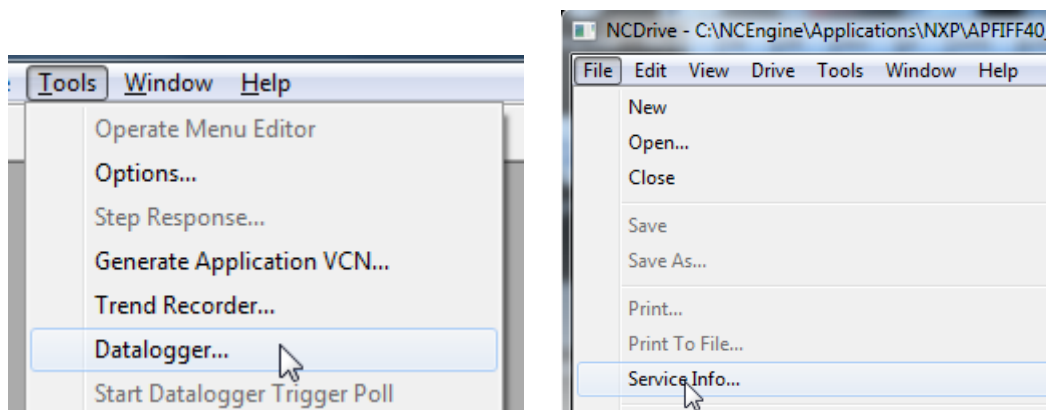 Tools Window Help
Operate Menu Editor
Options...
Step Response...
Generate Application VCN...
Trend Recorder...
Datalogger...
Start Datalogger Trigger Poll
NCDrive - C:\NCEngine\Applications\NXP\APFIFF40_
File Edit View Drive Tools Window Help
New
Open...
Close
Save
Save As...
Print...
Print To File...
Service Info...